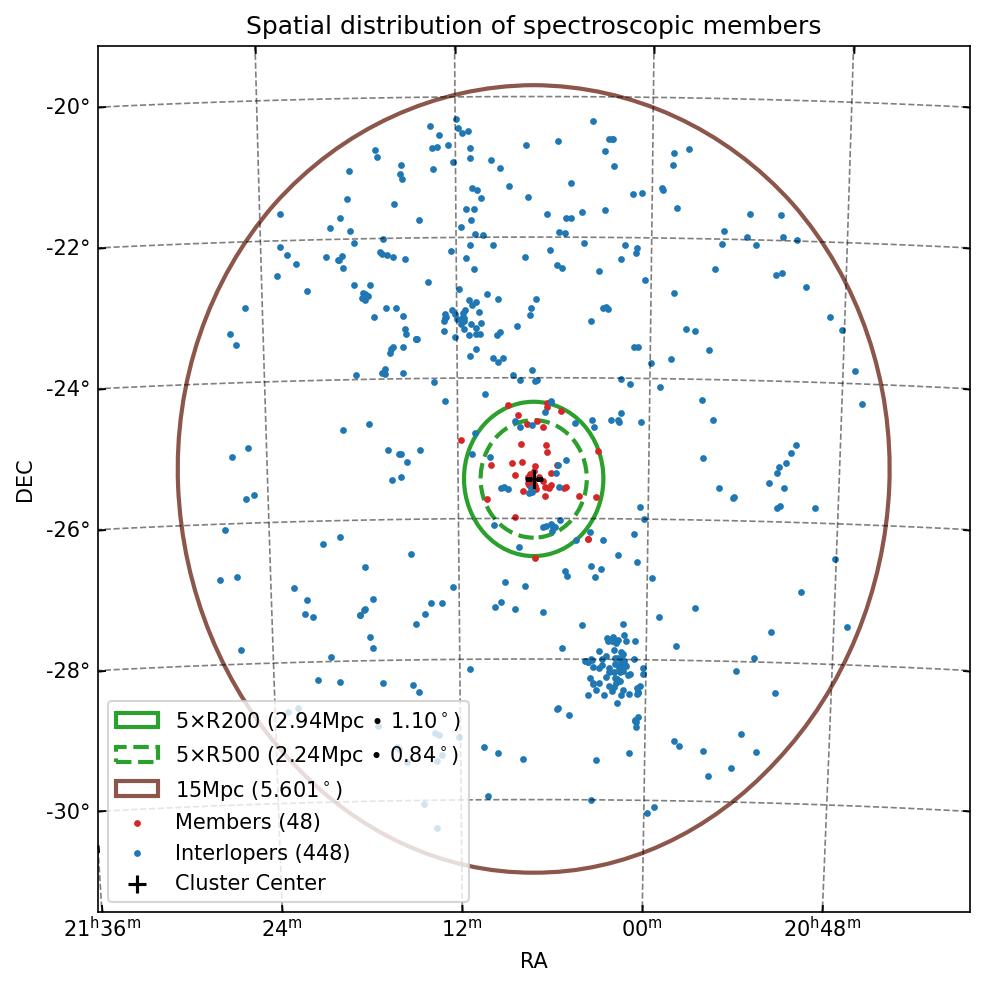 Spatial distribution of spectroscopic members
-20°
-22°
-24°
-26°
-28°
-30°
DEC
5×R200 (2.94Mpc • 1.10°)
5×R500 (2.24Mpc • 0.84°)
15Mpc (5.601°)
Members (48)
Interlopers (448)
Cluster Center
21ʰ36ᵐ 24ᵐ 12ᵐ 00ᵐ 20ʰ48ᵐ
RA